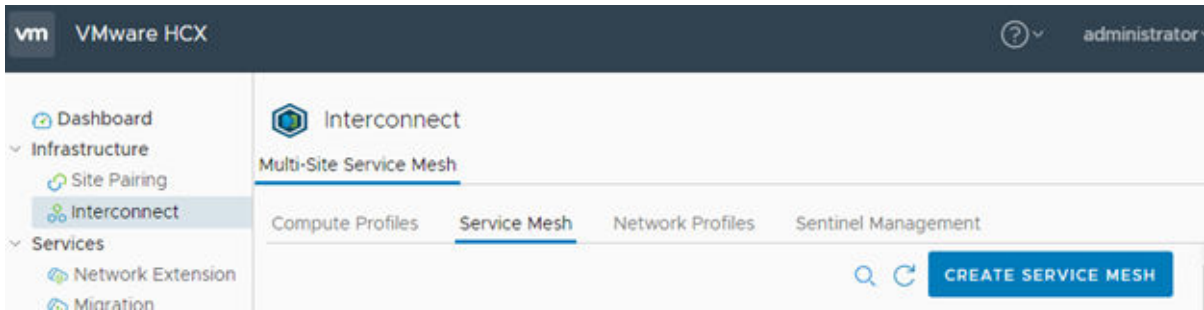 vm VMware HCX administrator
Dashboard
Infrastructure
Site Pairing
Interconnect
Services
Network Extension
Migration
Interconnect
Multi-Site Service Mesh
Compute Profiles Service Mesh Network Profiles Sentinel Management
CREATE SERVICE MESH